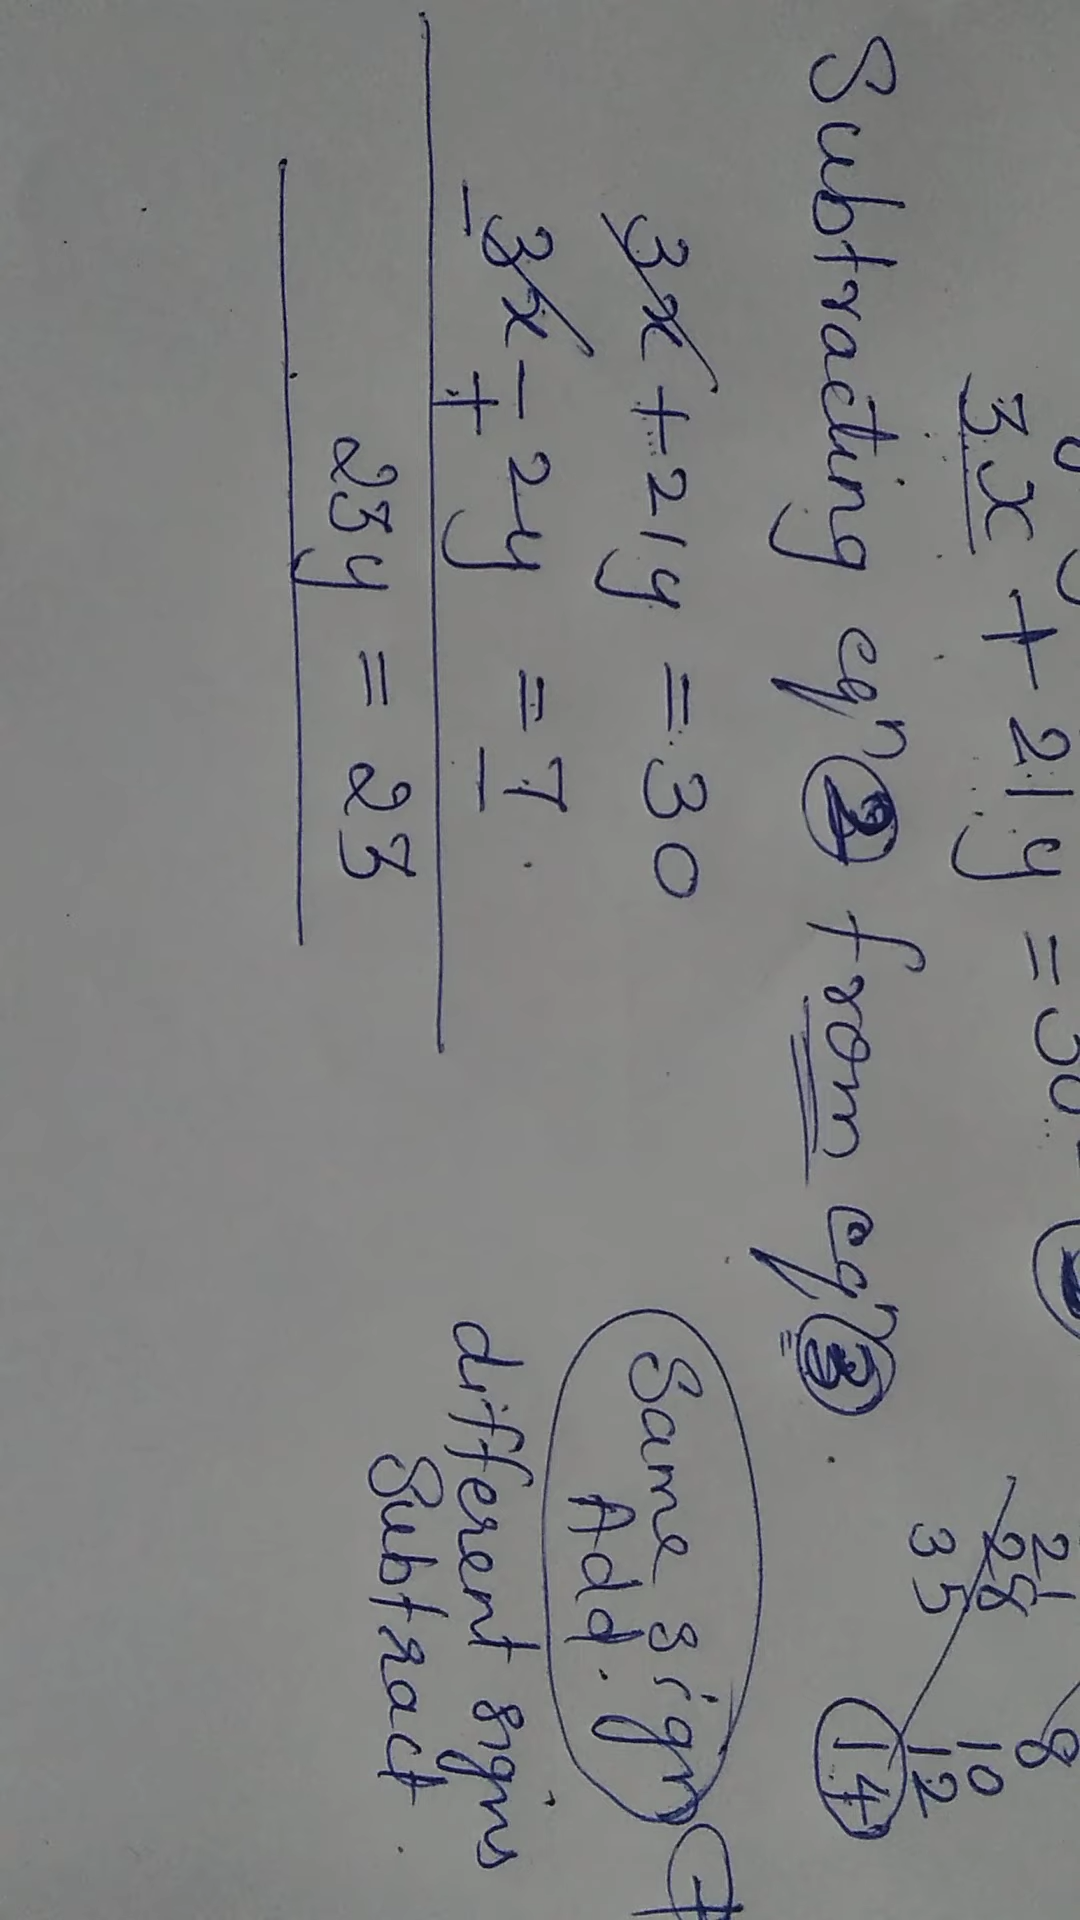 3x + 21y = 30
21
28
35
8
10
12
14
Subtracting eqⁿ 2 from eqⁿ 3.
3x + 21y = 30
3x - 2y = 7.
- + -
23y = 23
Same sign
Add.
+
different signs
Subtract